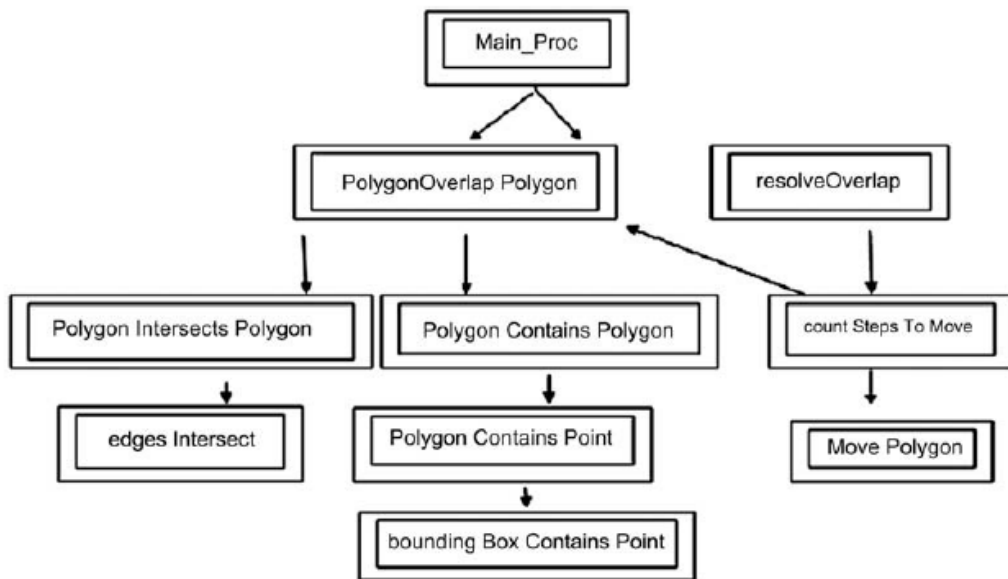 Main_Proc
PolygonOverlap Polygon
resolveOverlap
Polygon Intersects Polygon
Polygon Contains Polygon
count Steps To Move
edges Intersect
Polygon Contains Point
Move Polygon
bounding Box Contains Point